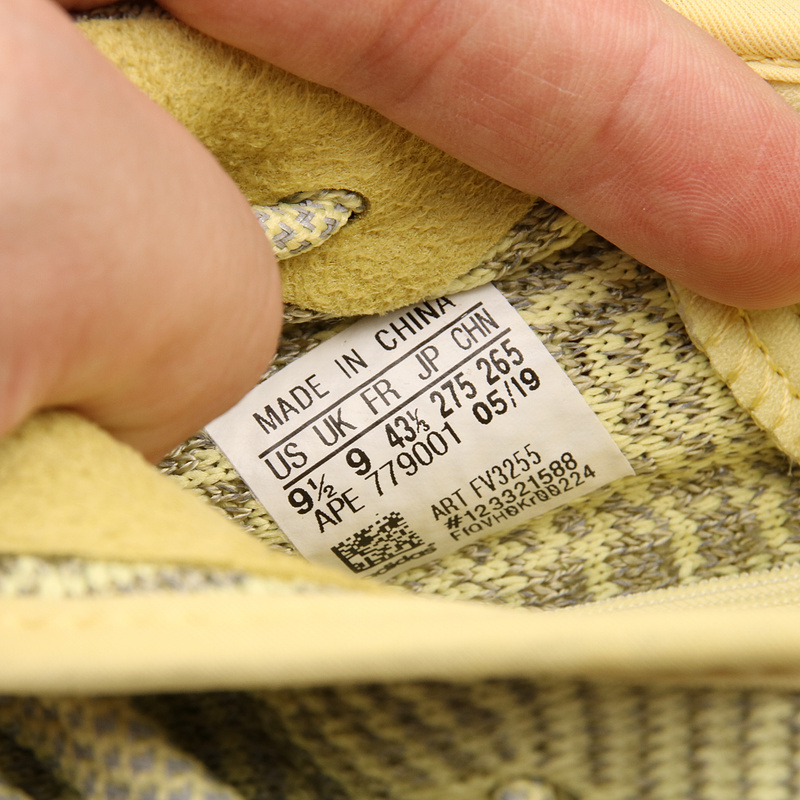 MADE IN CHINA
US UK FR JP CHN
9½ 9 43⅓ 275 265
APE 779001 05/19
ART FV3255
#123321588
adidas